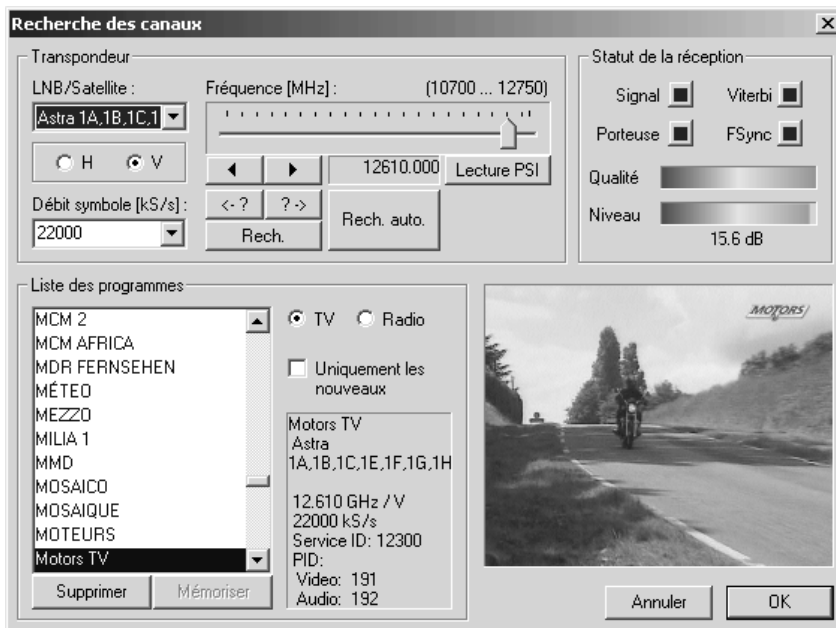 Recherche des canaux
Transpondeur
LNB/Satellite :
Astra 1A,1B,1C,1
H V
Débit symbole [kS/s] :
22000
Fréquence [MHz] : (10700 ... 12750)
12610.000 Lecture PSI
<- ? ? ->
Rech.
Rech. auto.
Statut de la réception
Signal Viterbi
Porteuse FSync
Qualité
Niveau
15.6 dB
Liste des programmes
MCM 2
MCM AFRICA
MDR FERNSEHEN
MÉTEO
MEZZO
MILIA 1
MMD
MOSAICO
MOSAIQUE
MOTEURS
Motors TV
Supprimer Mémoriser
TV Radio
Uniquement les
nouveaux
Motors TV
Astra
1A,1B,1C,1E,1F,1G,1H
12.610 GHz / V
22000 kS/s
Service ID: 12300
PID:
Video: 191
Audio: 192
MOTORS
Annuler OK